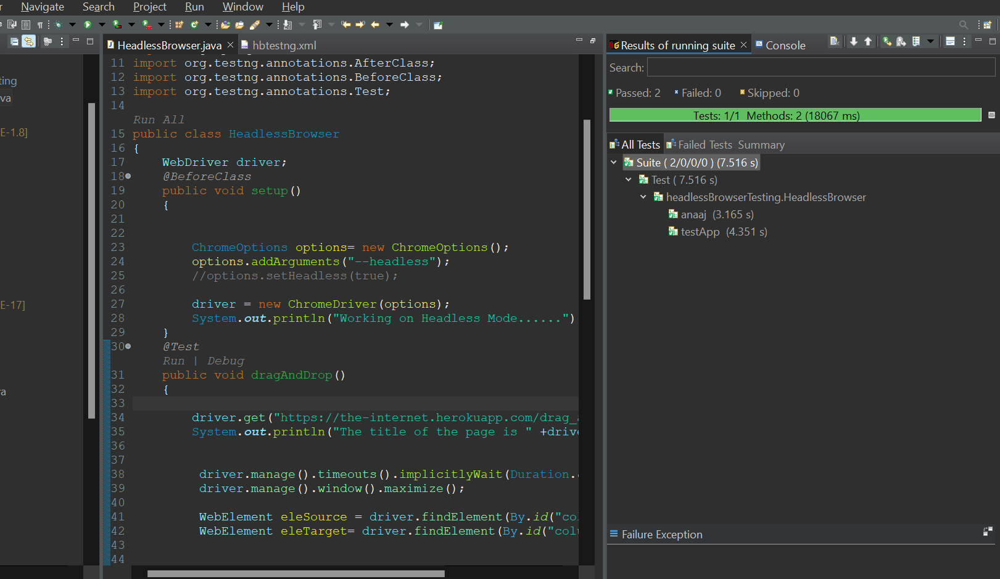 Navigate Search Project Run Window Help
ting
va
E-1.8]
E-17]
a
HeadlessBrowser.java hbtestng.xml
11 import org.testng.annotations.AfterClass;
12 import org.testng.annotations.BeforeClass;
13 import org.testng.annotations.Test;
14
Run All
15 public class HeadlessBrowser
16 {
17 WebDriver driver;
18 @BeforeClass
19 public void setup()
20 {
21
22
23 ChromeOptions options= new ChromeOptions();
24 options.addArguments("--headless");
25 //options.setHeadless(true);
26
27 driver = new ChromeDriver(options);
28 System.out.println("Working on Headless Mode......")
29 }
30 @Test
Run | Debug
31 public void dragAndDrop()
32 {
33
34 driver.get("https://the-internet.herokuapp.com/drag_a
35 System.out.println("The title of the page is " +drive
36
37
38 driver.manage().timeouts().implicitlyWait(Duration.
39 driver.manage().window().maximize();
40
41 WebElement eleSource = driver.findElement(By.id("co
42 WebElement eleTarget= driver.findElement(By.id("colu
43
44
Results of running suite Console
Search:
Passed: 2 Failed: 0 Skipped: 0
Tests: 1/1 Methods: 2 (18067 ms)
All Tests Failed Tests Summary
Suite ( 2/0/0/0 ) (7.516 s)
Test ( 7.516 s)
headlessBrowserTesting.HeadlessBrowser
anaaj (3.165 s)
testApp (4.351 s)
Failure Exception